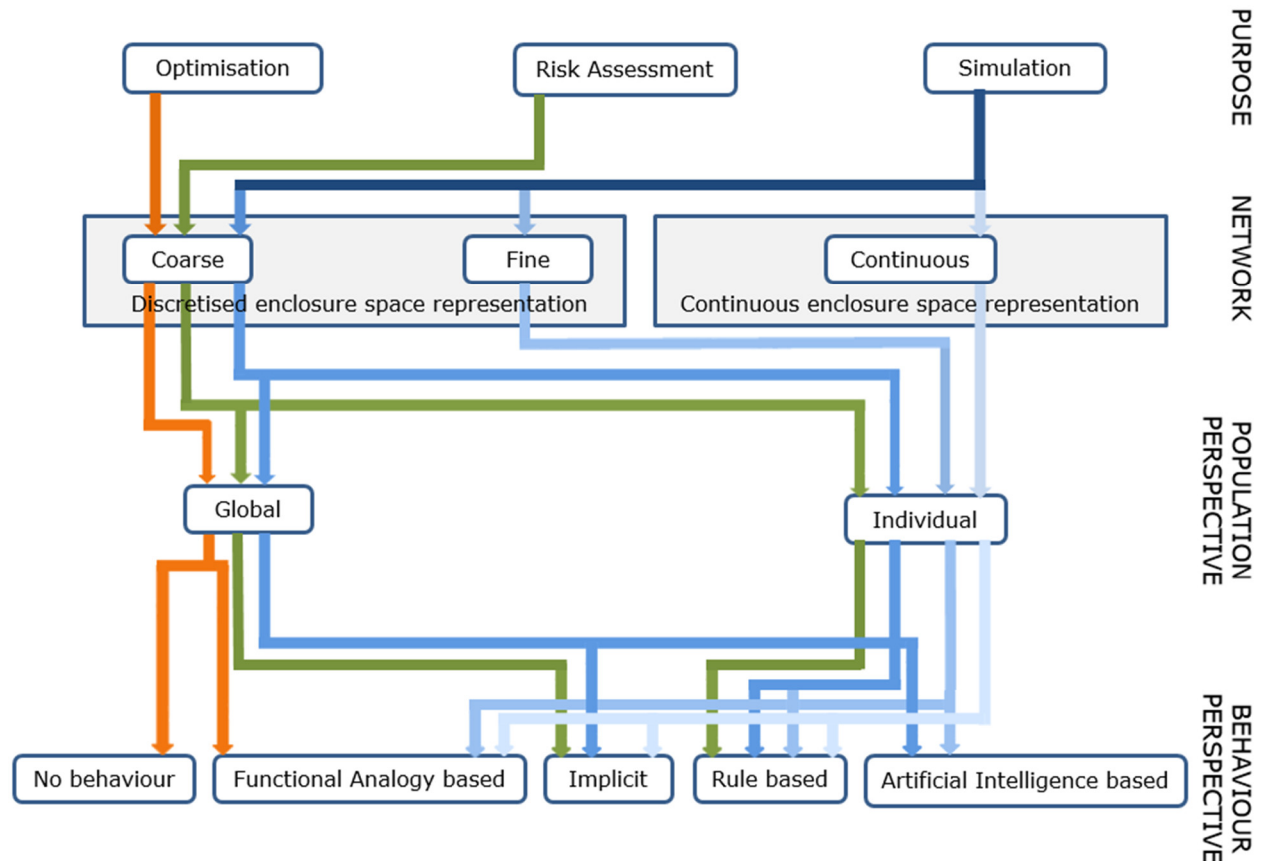 PURPOSE
Optimisation
Risk Assessment
Simulation
NETWORK
Coarse
Fine
Continuous
Discretised enclosure space representation
Continuous enclosure space representation
POPULATION
PERSPECTIVE
Global
Individual
BEHAVIOUR
PERSPECTIVE
No behaviour
Functional Analogy based
Implicit
Rule based
Artificial Intelligence based